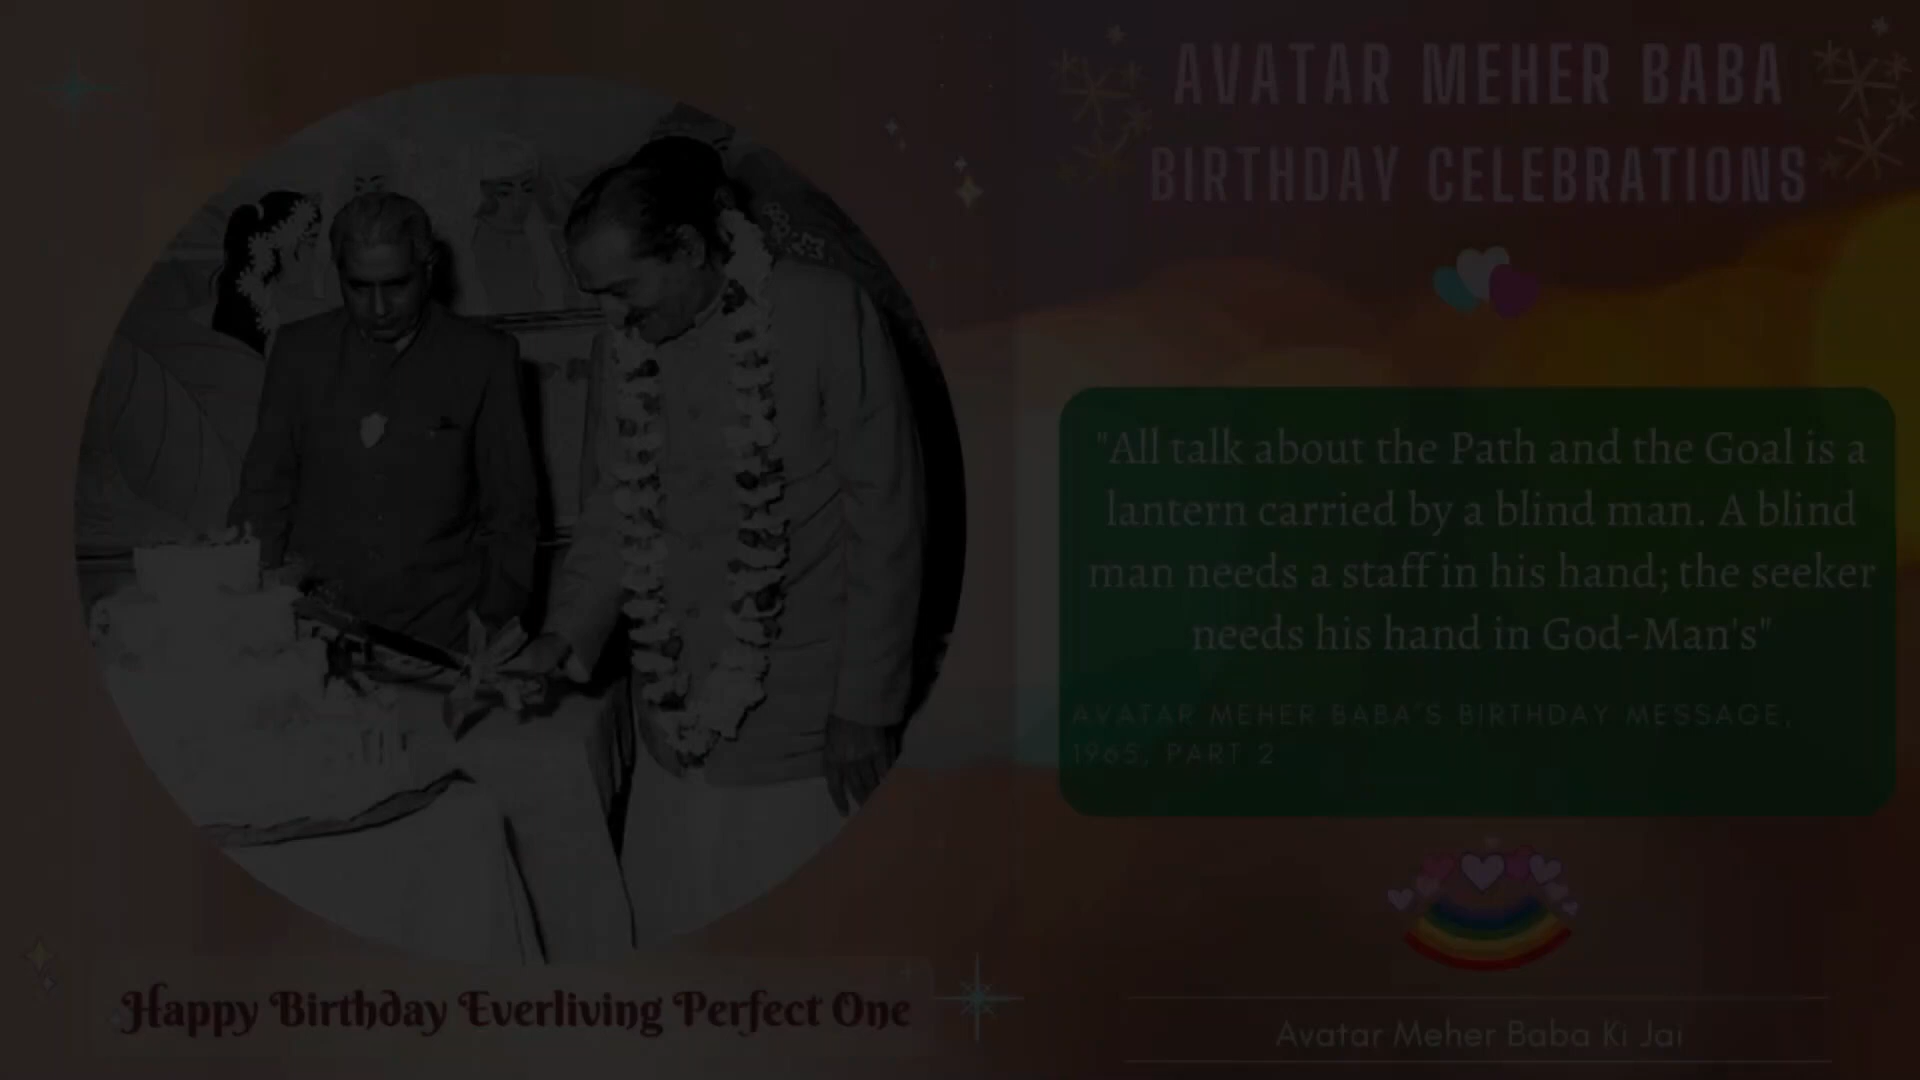 AVATAR MEHER BABA
BIRTHDAY CELEBRATIONS
"All talk about the Path and the Goal is a
lantern carried by a blind man. A blind
man needs a staff in his hand; the seeker
needs his hand in God-Man's"
AVATAR MEHER BABA'S BIRTHDAY MESSAGE,
1965, PART 2
Happy Birthday Everliving Perfect One
Avatar Meher Baba Ki Jai